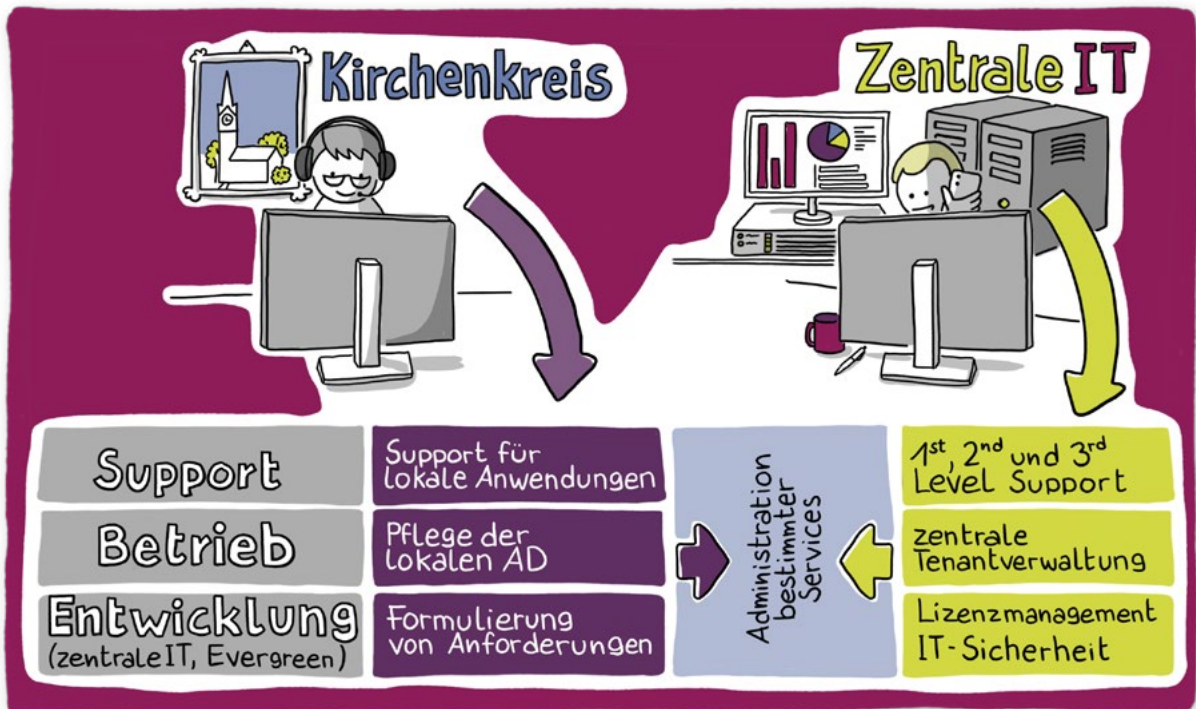 Kirchenkreis
Zentrale IT
Support
Support für
lokale Anwendungen
Administration
bestimmter
Services
1st, 2nd und 3rd
Level Support
Betrieb
Pflege der
lokalen AD
zentrale
Tenantverwaltung
Entwicklung
(zentrale IT, Evergreen)
Formulierung
von Anforderungen
Lizenzmanagement
IT-Sicherheit